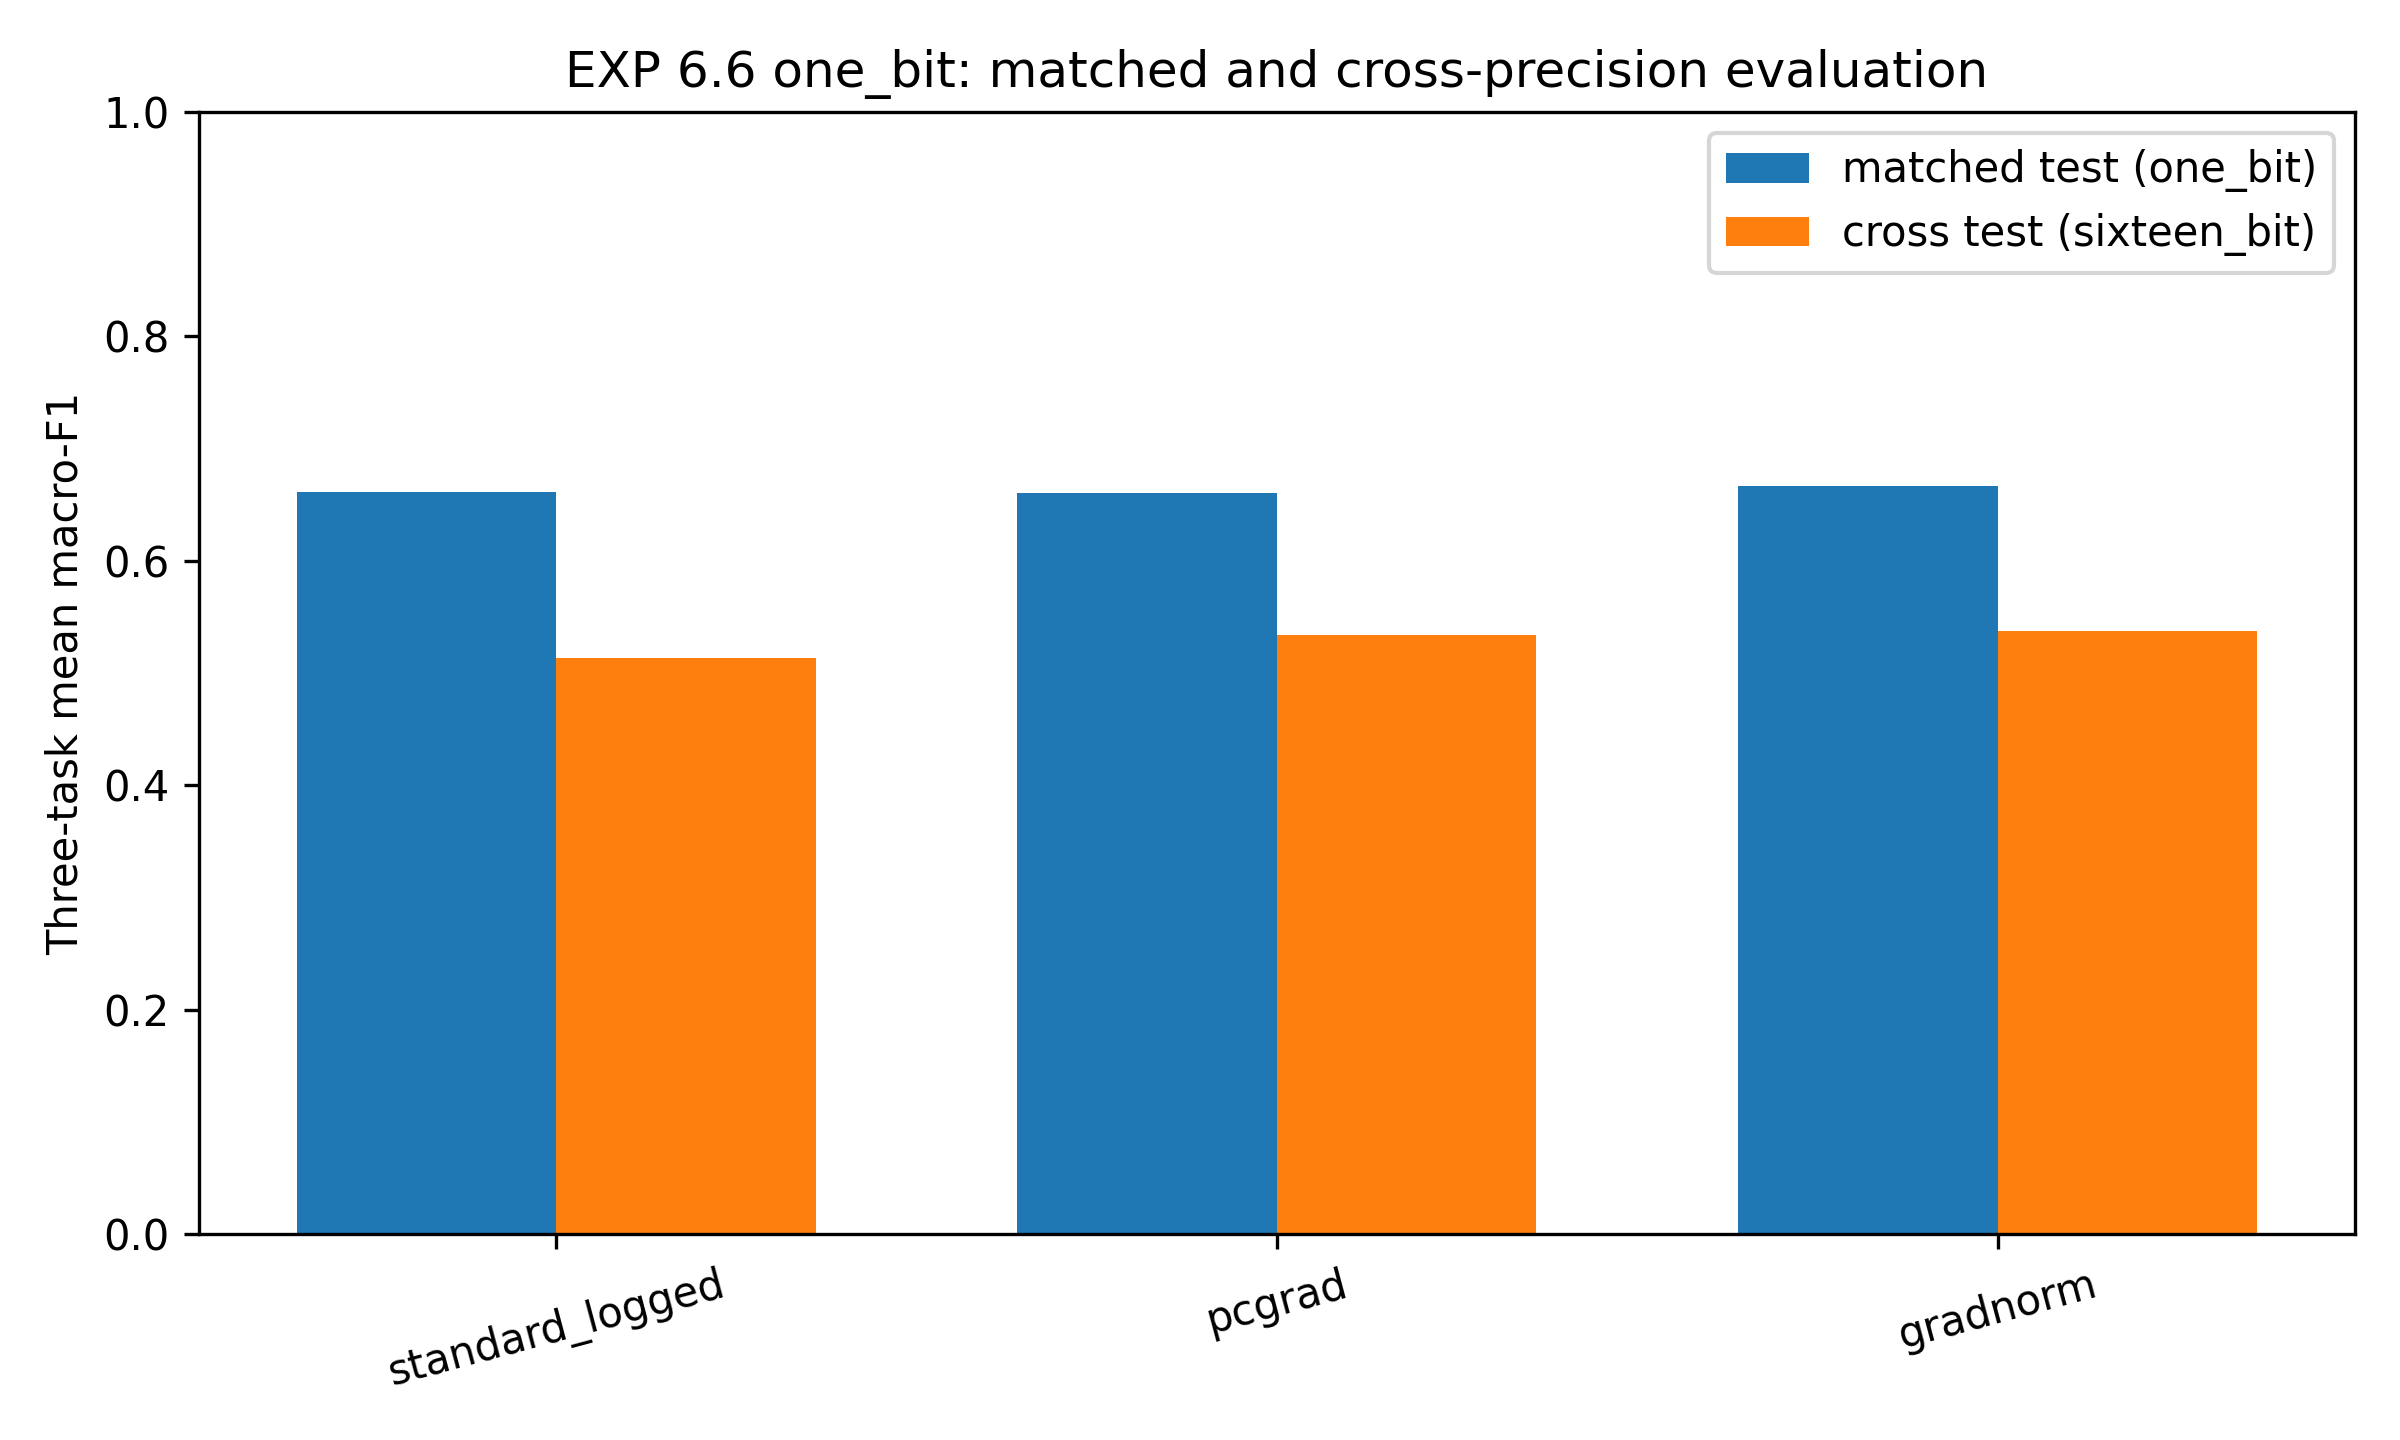 EXP 6.6 one_bit: matched and cross-precision evaluation
matched test (one_bit)
cross test (sixteen_bit)
Three-task mean macro-F1
1.0
0.8
0.6
0.4
0.2
0.0
standard_logged
pcgrad
gradnorm